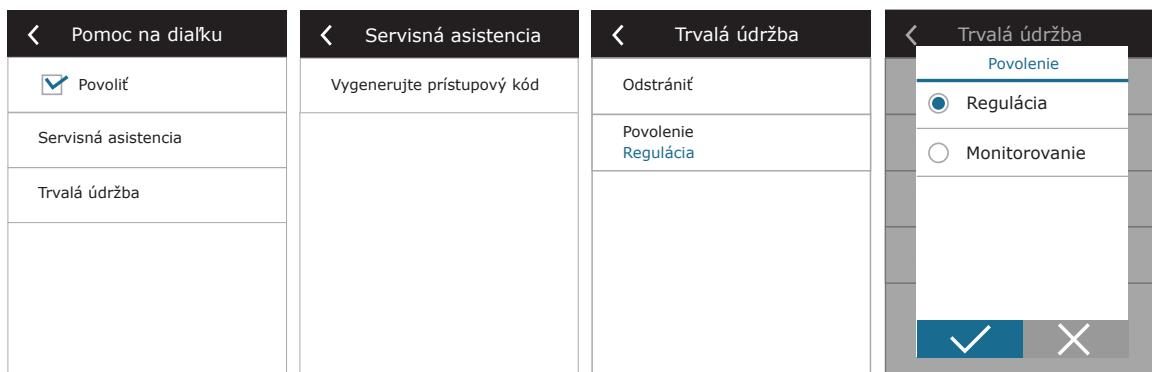 Pomoc na diaľku
Povoliť
Servisná asistencia
Trvalá údržba
Servisná asistencia
Vygenerujte prístupový kód
Trvalá údržba
Odstrániť
Povolenie
Regulácia
Trvalá údržba
Povolenie
Regulácia
Monitorovanie